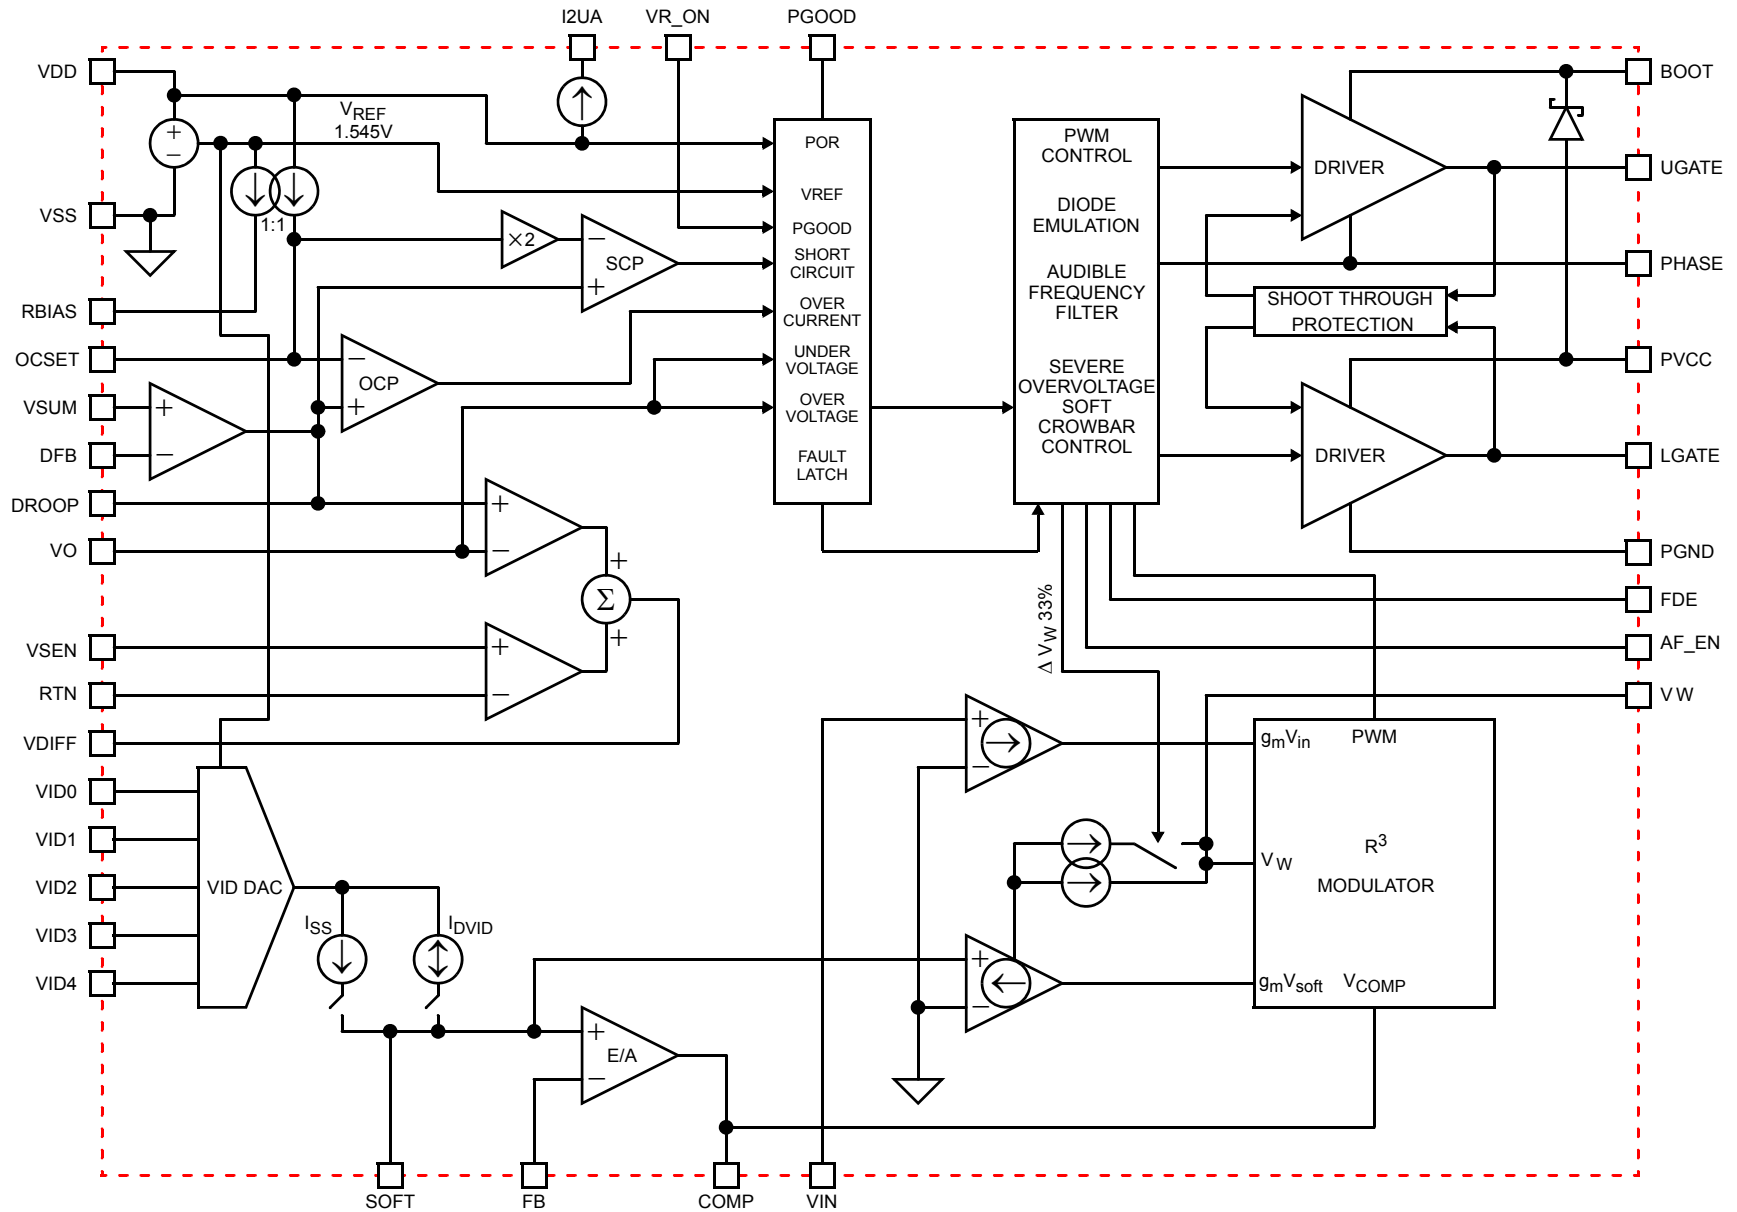 I2UA
VR_ON
PGOOD
VDD
VSS
RBIAS
OCSET
VSUM
DFB
DROOP
VO
VSEN
RTN
VDIFF
VID0
VID1
VID2
VID3
VID4
+
−
VREF
1.545V
1:1
×2
−
SCP
+
−
OCP
+
+
−
+
−
+
Σ
+
+
−
VID DAC
ISS
IDVID
+
E/A
−
POR
VREF
PGOOD
SHORT
CIRCUIT
OVER
CURRENT
UNDER
VOLTAGE
OVER
VOLTAGE
FAULT
LATCH
PWM
CONTROL
DIODE
EMULATION
AUDIBLE
FREQUENCY
FILTER
SEVERE
OVERVOLTAGE
SOFT
CROWBAR
CONTROL
DRIVER
SHOOT THROUGH
PROTECTION
DRIVER
Δ VW 33%
+
−
+
−
gmVin
PWM
VW
R3
MODULATOR
gmVsoft
VCOMP
BOOT
UGATE
PHASE
PVCC
LGATE
PGND
FDE
AF_EN
VW
SOFT
FB
COMP
VIN